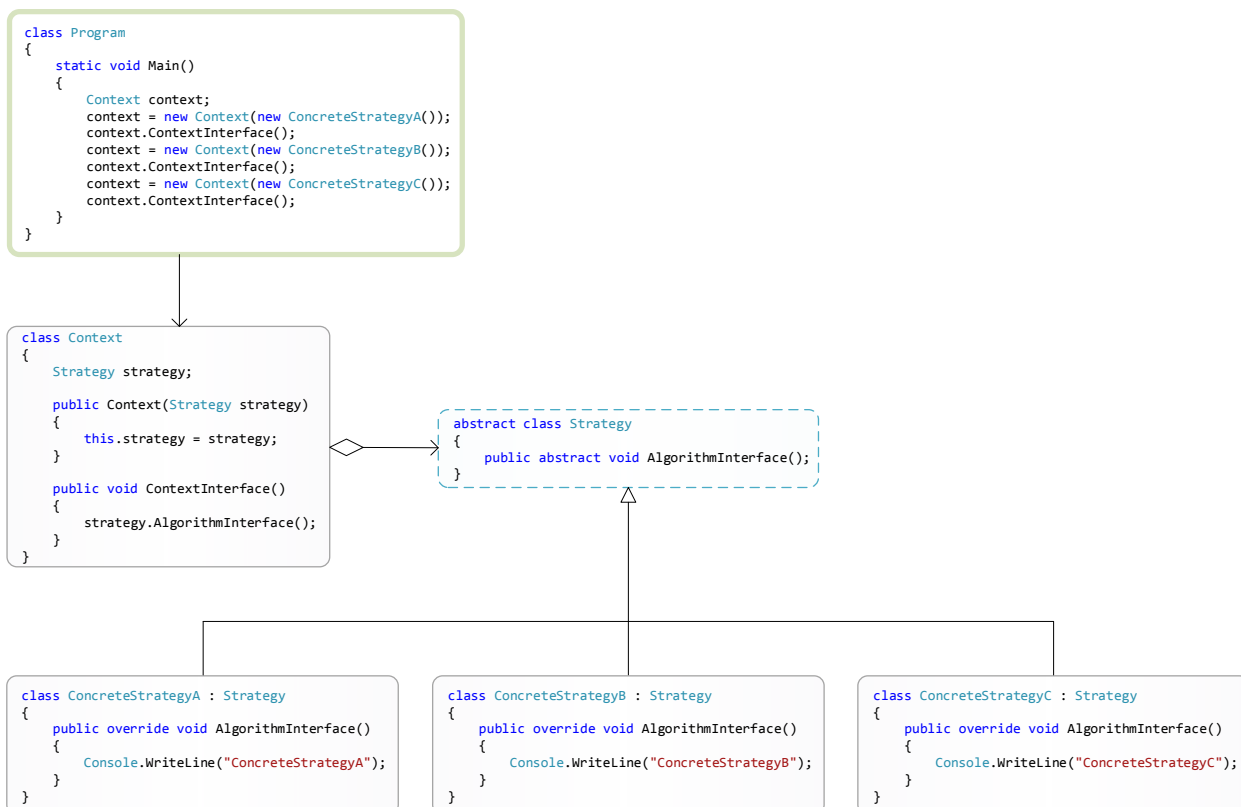 class Program
{
    static void Main()
    {
        Context context;
        context = new Context(new ConcreteStrategyA());
        context.ContextInterface();
        context = new Context(new ConcreteStrategyB());
        context.ContextInterface();
        context = new Context(new ConcreteStrategyC());
        context.ContextInterface();
    }
}
class Context
{
    Strategy strategy;

    public Context(Strategy strategy)
    {
        this.strategy = strategy;
    }

    public void ContextInterface()
    {
        strategy.AlgorithmInterface();
    }
}
abstract class Strategy
{
    public abstract void AlgorithmInterface();
}
class ConcreteStrategyA : Strategy
{
    public override void AlgorithmInterface()
    {
        Console.WriteLine("ConcreteStrategyA");
    }
}
class ConcreteStrategyB : Strategy
{
    public override void AlgorithmInterface()
    {
        Console.WriteLine("ConcreteStrategyB");
    }
}
class ConcreteStrategyC : Strategy
{
    public override void AlgorithmInterface()
    {
        Console.WriteLine("ConcreteStrategyC");
    }
}